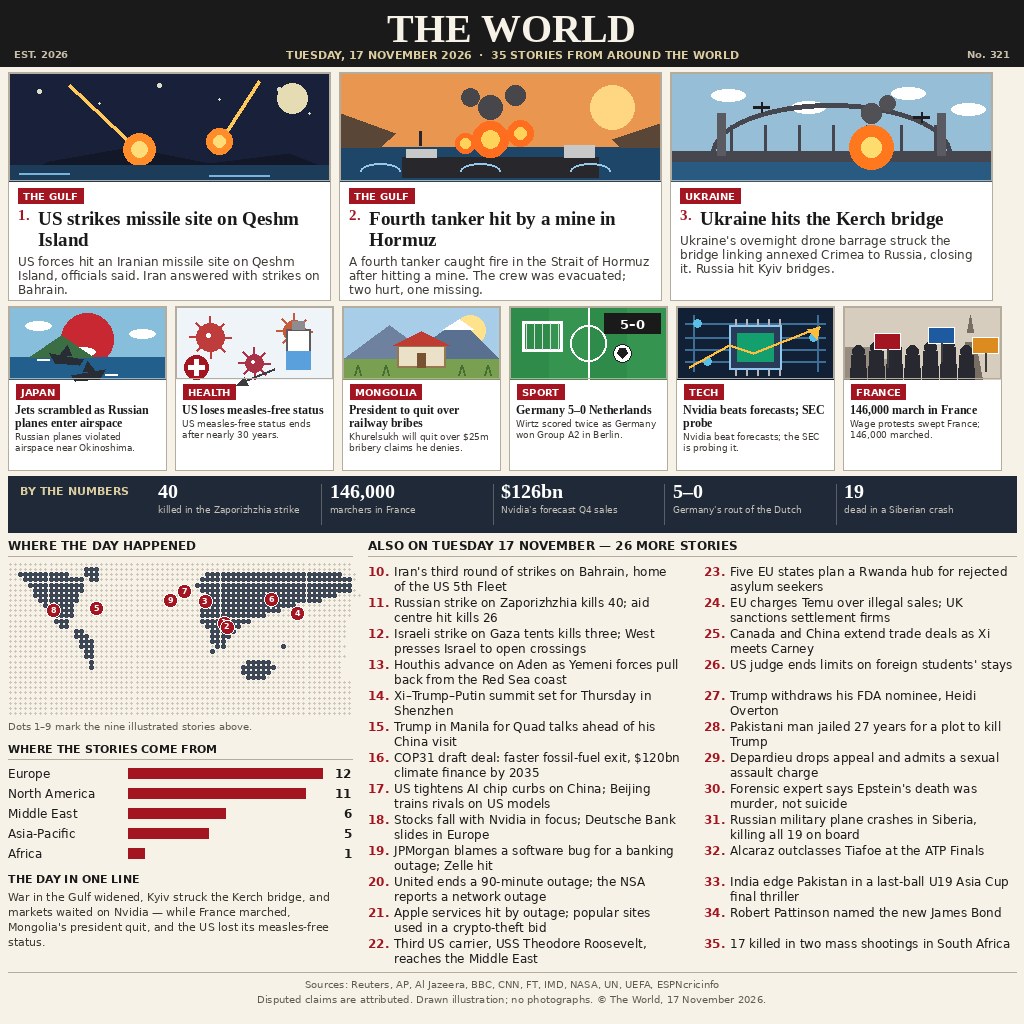 THE WORLD
EST. 2026
TUESDAY, 17 NOVEMBER 2026 · 35 STORIES FROM AROUND THE WORLD
No. 321
THE GULF
1. US strikes missile site on Qeshm
Island
US forces hit an Iranian missile site on Qeshm
Island, officials said. Iran answered with strikes on
Bahrain.
THE GULF
2. Fourth tanker hit by a mine in
Hormuz
A fourth tanker caught fire in the Strait of Hormuz
after hitting a mine. The crew was evacuated;
two hurt, one missing.
UKRAINE
3. Ukraine hits the Kerch bridge
Ukraine's overnight drone barrage struck the
bridge linking annexed Crimea to Russia, closing
it. Russia hit Kyiv bridges.
JAPAN
Jets scrambled as Russian
planes enter airspace
Russian planes violated
airspace near Okinoshima.
HEALTH
US loses measles-free status
US measles-free status ends
after nearly 30 years.
MONGOLIA
President to quit over
railway bribes
Khurelsukh will quit over $25m
bribery claims he denies.
5–0
SPORT
Germany 5–0 Netherlands
Wirtz scored twice as Germany
won Group A2 in Berlin.
TECH
Nvidia beats forecasts; SEC
probe
Nvidia beat forecasts; the SEC
is probing it.
FRANCE
146,000 march in France
Wage protests swept France;
146,000 marched.
BY THE NUMBERS
40
killed in the Zaporizhzhia strike
146,000
marchers in France
$126bn
Nvidia's forecast Q4 sales
5–0
Germany's rout of the Dutch
19
dead in a Siberian crash
WHERE THE DAY HAPPENED
8
5
9
7
3
2
6
4
Dots 1–9 mark the nine illustrated stories above.
WHERE THE STORIES COME FROM
Europe 12
North America 11
Middle East 6
Asia-Pacific 5
Africa 1
THE DAY IN ONE LINE
War in the Gulf widened, Kyiv struck the Kerch bridge, and
markets waited on Nvidia — while France marched,
Mongolia's president quit, and the US lost its measles-free
status.
ALSO ON TUESDAY 17 NOVEMBER — 26 MORE STORIES
10. Iran's third round of strikes on Bahrain, home
of the US 5th Fleet
11. Russian strike on Zaporizhzhia kills 40; aid
centre hit kills 26
12. Israeli strike on Gaza tents kills three; West
presses Israel to open crossings
13. Houthis advance on Aden as Yemeni forces pull
back from the Red Sea coast
14. Xi–Trump–Putin summit set for Thursday in
Shenzhen
15. Trump in Manila for Quad talks ahead of his
China visit
16. COP31 draft deal: faster fossil-fuel exit, $120bn
climate finance by 2035
17. US tightens AI chip curbs on China; Beijing
trains rivals on US models
18. Stocks fall with Nvidia in focus; Deutsche Bank
slides in Europe
19. JPMorgan blames a software bug for a banking
outage; Zelle hit
20. United ends a 90-minute outage; the NSA
reports a network outage
21. Apple services hit by outage; popular sites
used in a crypto-theft bid
22. Third US carrier, USS Theodore Roosevelt,
reaches the Middle East
23. Five EU states plan a Rwanda hub for rejected
asylum seekers
24. EU charges Temu over illegal sales; UK
sanctions settlement firms
25. Canada and China extend trade deals as Xi
meets Carney
26. US judge ends limits on foreign students' stays
27. Trump withdraws his FDA nominee, Heidi
Overton
28. Pakistani man jailed 27 years for a plot to kill
Trump
29. Depardieu drops appeal and admits a sexual
assault charge
30. Forensic expert says Epstein's death was
murder, not suicide
31. Russian military plane crashes in Siberia,
killing all 19 on board
32. Alcaraz outclasses Tiafoe at the ATP Finals
33. India edge Pakistan in a last-ball U19 Asia Cup
final thriller
34. Robert Pattinson named the new James Bond
35. 17 killed in two mass shootings in South Africa
Sources: Reuters, AP, Al Jazeera, BBC, CNN, FT, IMD, NASA, UN, UEFA, ESPNcricinfo
Disputed claims are attributed. Drawn illustration; no photographs. © The World, 17 November 2026.